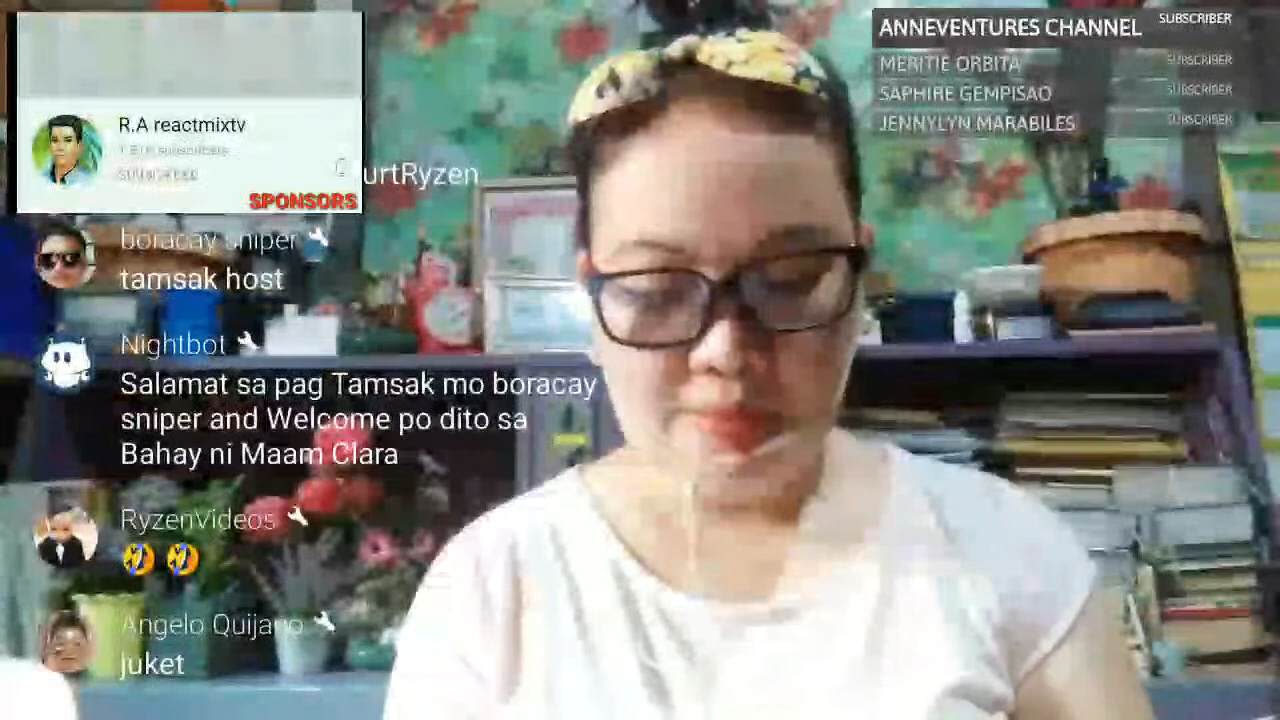 R.A reactmixtv
SPONSORS
urtRyzen
boracay sniper
tamsak host
Nightbot
Salamat sa pag Tamsak mo boracay
sniper and Welcome po dito sa
Bahay ni Maam Clara
RyzenVideos
Angelo Quijano
juket
ANNEVENTURES CHANNEL SUBSCRIBER
MERITIE ORBITA SUBSCRIBER
SAPHIRE GEMPISAO SUBSCRIBER
JENNYLYN MARABILES SUBSCRIBER